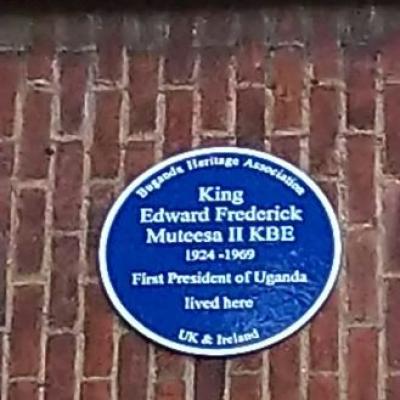 Buganda Heritage Association
King
Edward Frederick
Muteesa II KBE
1924 -1969
First President of Uganda
lived here
UK & Ireland